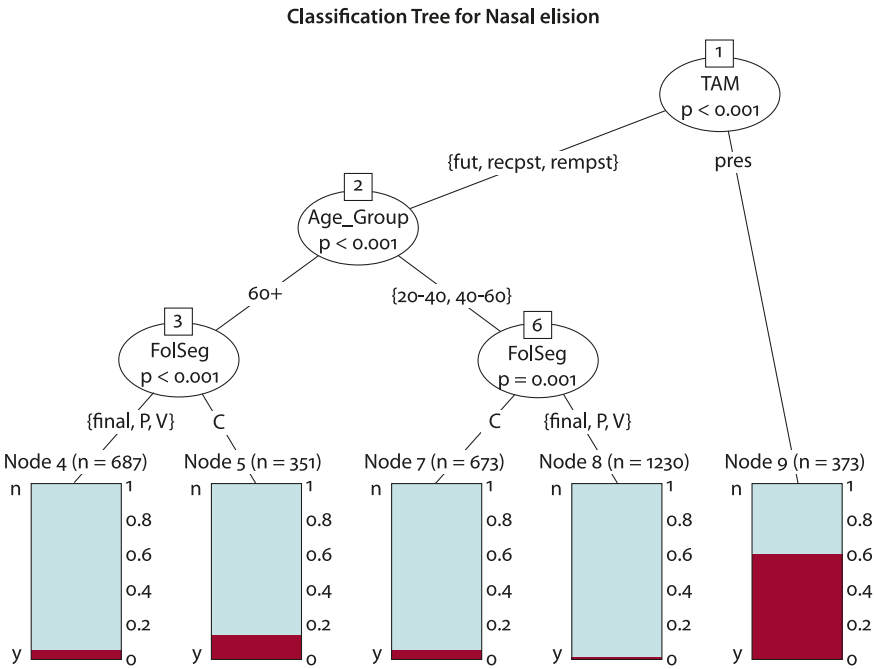 Classification Tree for Nasal elision
1
TAM
p < 0.001
{fut, recpst, rempst}
pres
2
Age_Group
p < 0.001
60+
{20-40, 40-60}
3
FolSeg
p < 0.001
6
FolSeg
p = 0.001
{final, P, V}
C
C
{final, P, V}
Node 4 (n = 687)
n
y
1
0.8
0.6
0.4
0.2
0
Node 5 (n = 351)
n
y
1
0.8
0.6
0.4
0.2
0
Node 7 (n = 673)
n
y
1
0.8
0.6
0.4
0.2
0
Node 8 (n = 1230)
n
y
1
0.8
0.6
0.4
0.2
0
Node 9 (n = 373)
n
y
1
0.8
0.6
0.4
0.2
0